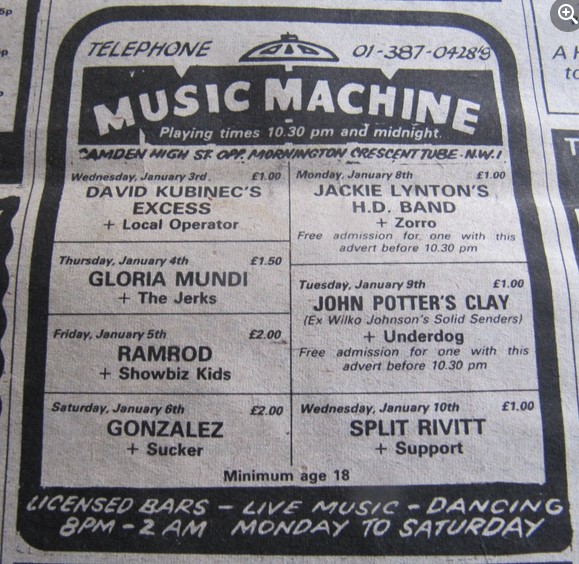 TELEPHONE 01-387-0428/9
MUSIC MACHINE
Playing times 10.30 pm and midnight.
CAMDEN HIGH ST. OPP. MORNINGTON CRESCENT TUBE-N.W.1
Wednesday, January 3rd £1.00
DAVID KUBINEC'S
EXCESS
+ Local Operator
Thursday, January 4th £1.50
GLORIA MUNDI
+ The Jerks
Friday, January 5th £2.00
RAMROD
+ Showbiz Kids
Saturday, January 6th £2.00
GONZALEZ
+ Sucker
Monday, January 8th £1.00
JACKIE LYNTON'S
H.D. BAND
+ Zorro
Free admission for one with this
advert before 10.30 pm
Tuesday, January 9th £1.00
JOHN POTTER'S CLAY
(Ex Wilko Johnson's Solid Senders)
+ Underdog
Free admission for one with this
advert before 10.30 pm
Wednesday, January 10th £1.00
SPLIT RIVITT
+ Support
Minimum age 18
LICENSED BARS - LIVE MUSIC - DANCING
8PM - 2AM MONDAY TO SATURDAY